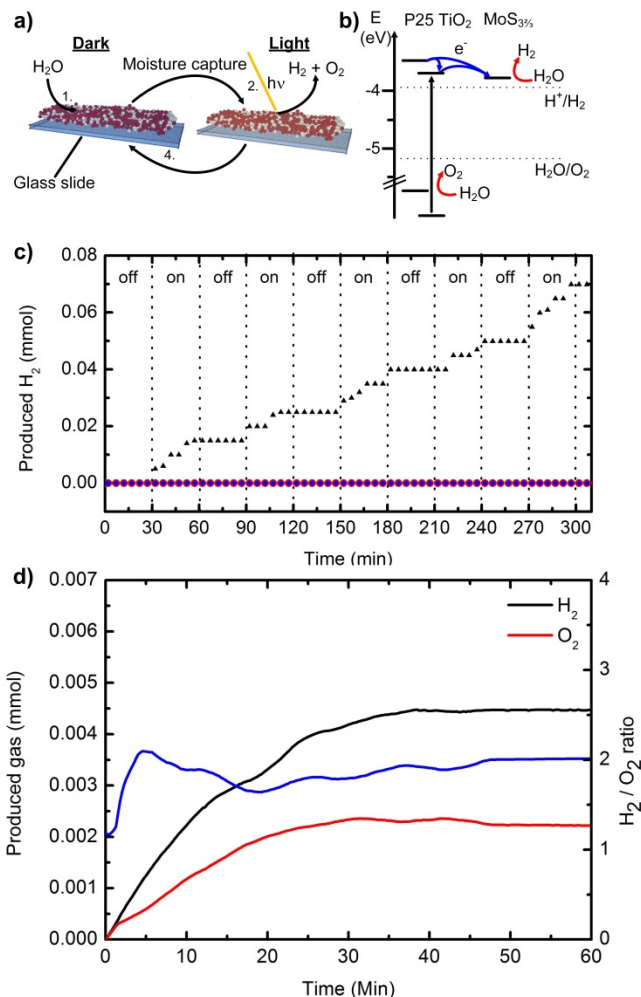 a)
Dark
Light
H₂O
Moisture capture
hν
H₂ + O₂
1.
2.
4.
Glass slide
b)
E
(eV)
P25 TiO₂
MoS₃⅔
e⁻
H₂
H₂O
-4
H⁺/H₂
-5
O₂
H₂O
H₂O/O₂
c)
Produced H₂ (mmol)
0.08
0.06
0.04
0.02
0.00
off on off on off on off on off on
0 30 60 90 120 150 180 210 240 270 300
Time (min)
d)
Produced gas (mmol)
0.007
0.006
0.005
0.004
0.003
0.002
0.001
0.000
H₂
O₂
4
3
2
1
0
H₂ / O₂ ratio
0 10 20 30 40 50 60
Time (Min)